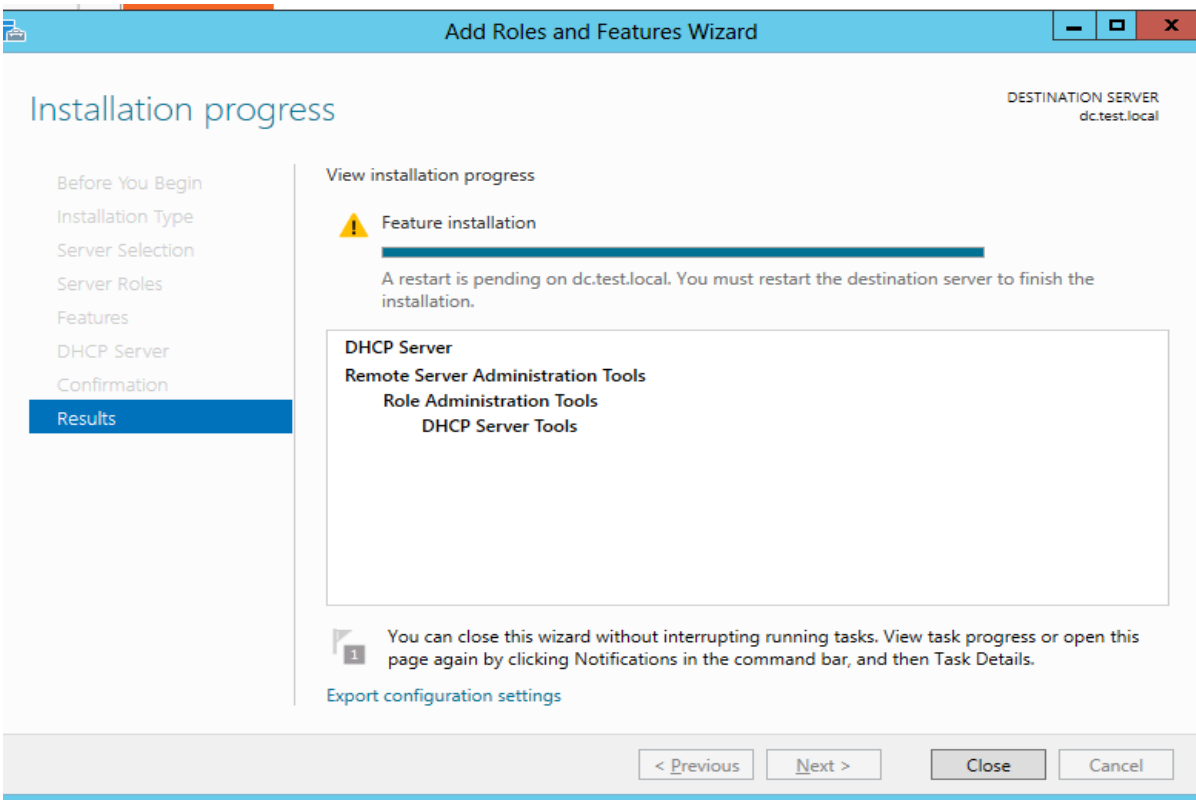 Add Roles and Features Wizard
Installation progress
DESTINATION SERVER
dc.test.local
Before You Begin
Installation Type
Server Selection
Server Roles
Features
DHCP Server
Confirmation
Results
View installation progress
Feature installation
A restart is pending on dc.test.local. You must restart the destination server to finish the
installation.
DHCP Server
Remote Server Administration Tools
Role Administration Tools
DHCP Server Tools
1
You can close this wizard without interrupting running tasks. View task progress or open this
page again by clicking Notifications in the command bar, and then Task Details.
Export configuration settings
< Previous
Next >
Close
Cancel